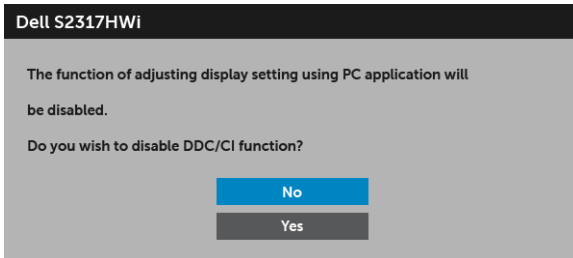 Dell S2317HWi
The function of adjusting display setting using PC application will
be disabled.
Do you wish to disable DDC/CI function?
No
Yes